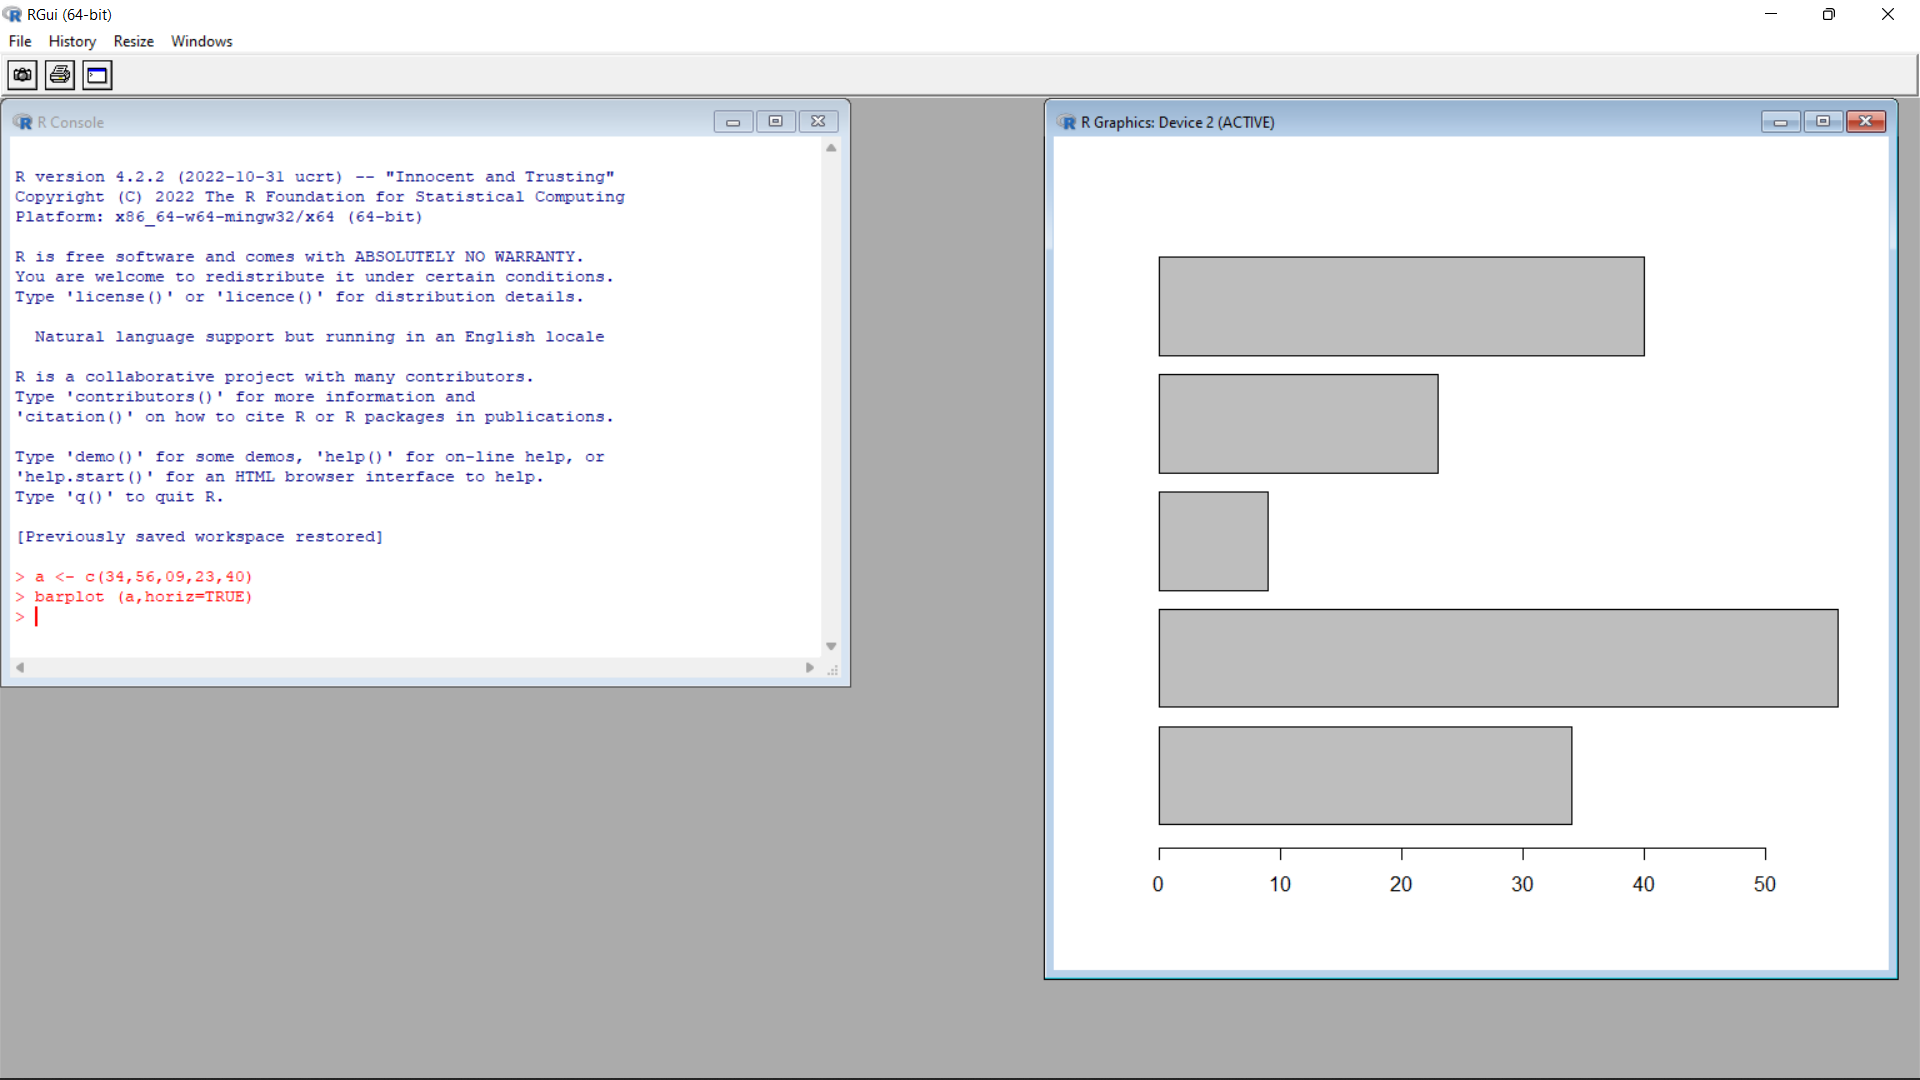 RGui (64-bit)
File History Resize Windows
R Console
R version 4.2.2 (2022-10-31 ucrt) -- "Innocent and Trusting"
Copyright (C) 2022 The R Foundation for Statistical Computing
Platform: x86_64-w64-mingw32/x64 (64-bit)
R is free software and comes with ABSOLUTELY NO WARRANTY.
You are welcome to redistribute it under certain conditions.
Type 'license()' or 'licence()' for distribution details.
Natural language support but running in an English locale
R is a collaborative project with many contributors.
Type 'contributors()' for more information and
'citation()' on how to cite R or R packages in publications.
Type 'demo()' for some demos, 'help()' for on-line help, or
'help.start()' for an HTML browser interface to help.
Type 'q()' to quit R.
[Previously saved workspace restored]
> a <- c(34,56,09,23,40)
> barplot (a,horiz=TRUE)
>
R Graphics: Device 2 (ACTIVE)
0 10 20 30 40 50